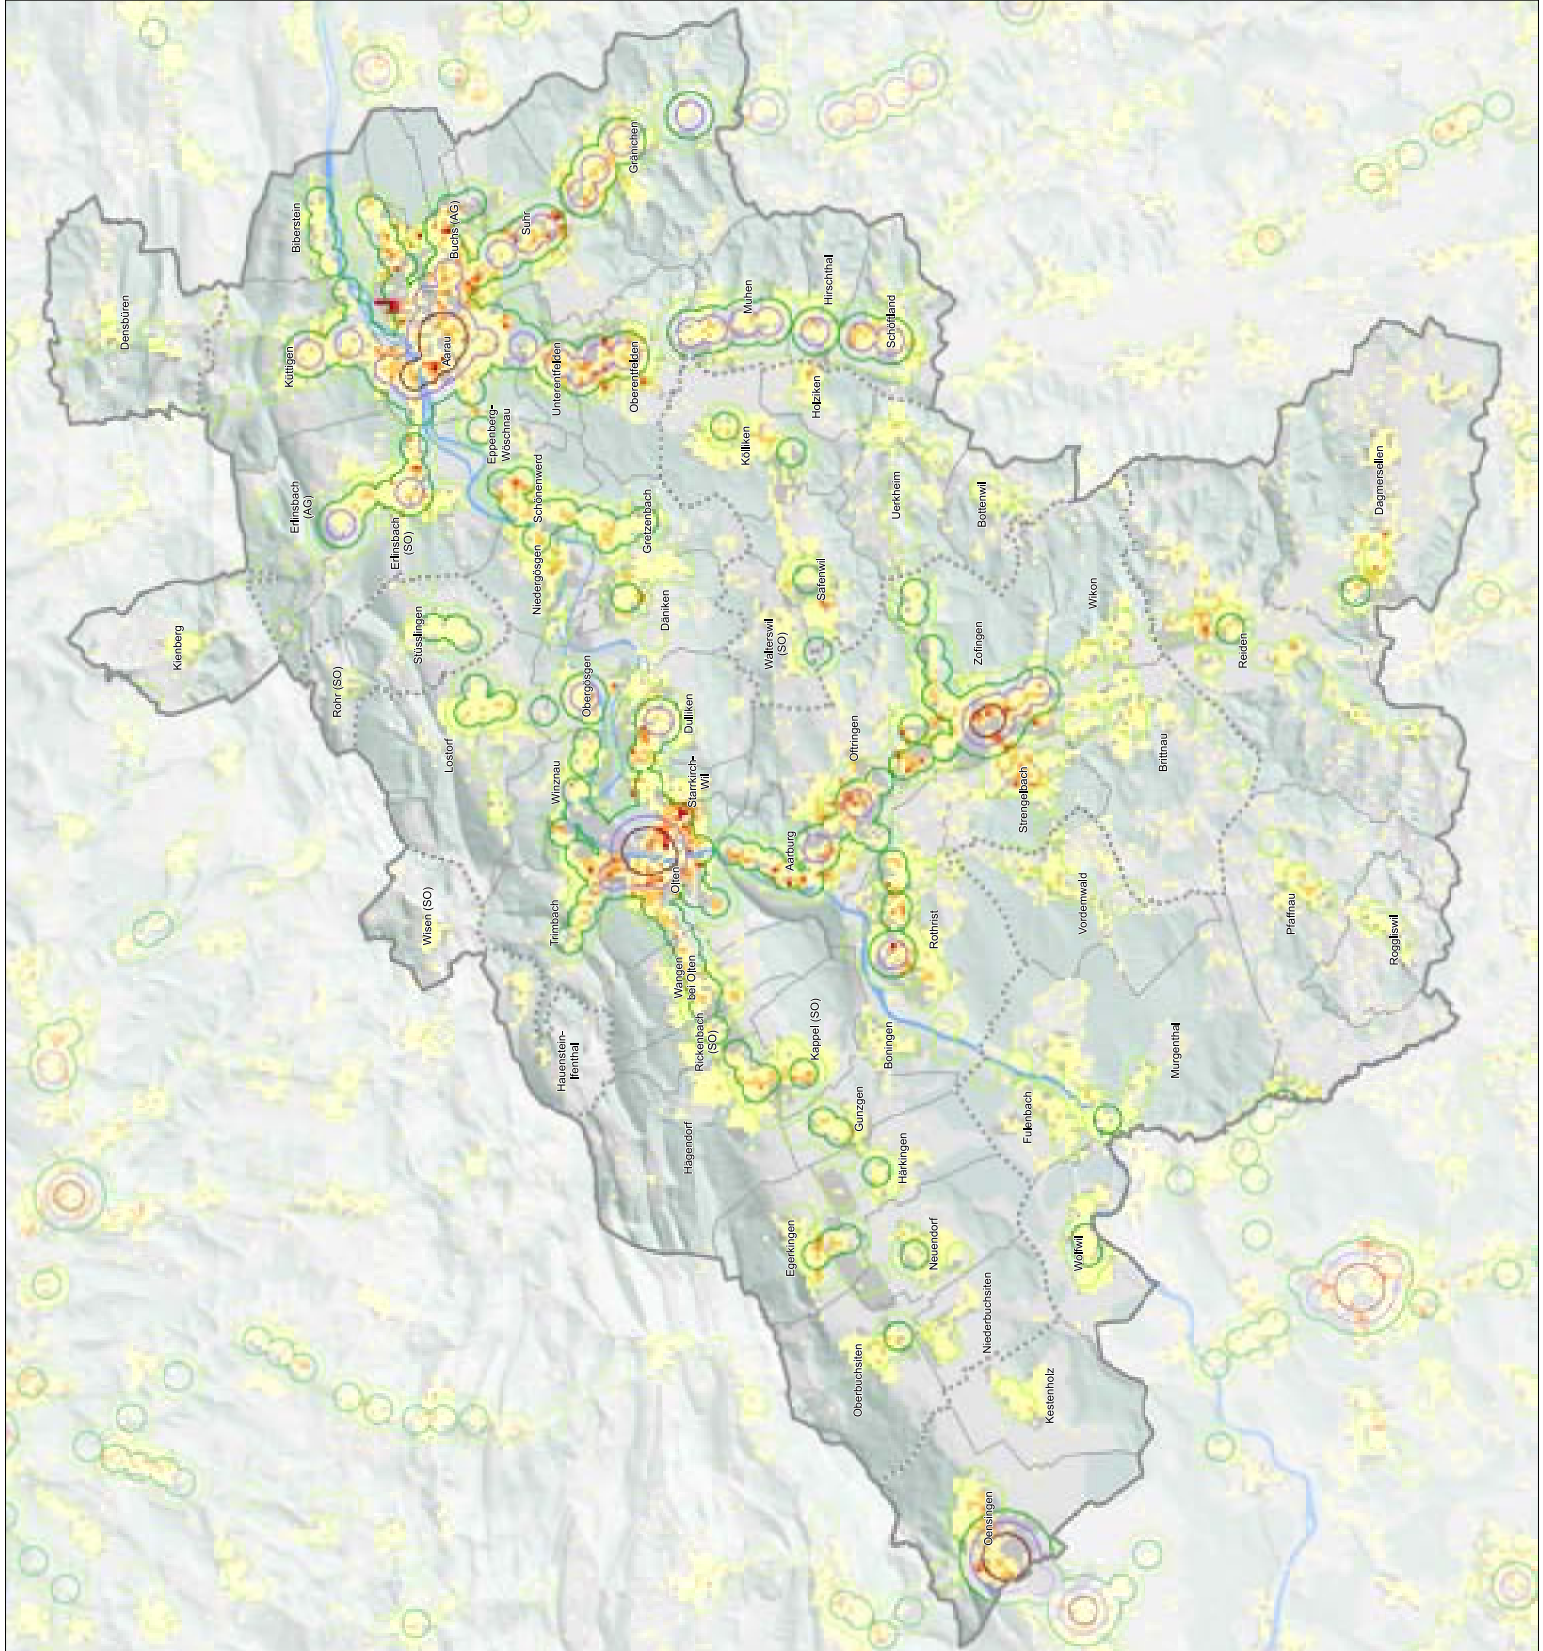 Densbüren
Kienberg
Küttigen
Biberstein
Erlinsbach
(AG)
Rohr (SO)
Erlinsbach
(SO)
Stüsslingen
Wisen (SO)
Lostorf
Aarau
Buchs (AG)
Eppenberg-
Wöschnau
Suhr
Niedergösgen
Schönenwerd
Trimbach
Winznau
Unterentfelden
Hauenstein-
Ifenthal
Obergösgen
Oberentfelden
Gränichen
Gretzenbach
Däniken
Olten
Wangen
bei Olten
Hägendorf
Dulliken
Starrkirch-
Wil
Rickenbach
(SO)
Kölliken
Muhen
Walterswil
(SO)
Egerkingen
Aarburg
Kappel (SO)
Holziken
Safenwil
Hirschthal
Oftringen
Oberbuchsiten
Gunzgen
Boningen
Schöftland
Uerkheim
Härkingen
Neuendorf
Rothrist
Zofingen
Bottenwil
Niederbuchsiten
Oensingen
Strengelbach
Fulenbach
Kestenholz
Wolfwil
Vordemwald
Wikon
Brittnau
Murgenthal
Reiden
Pfaffnau
Dagmersellen
Roggliswil